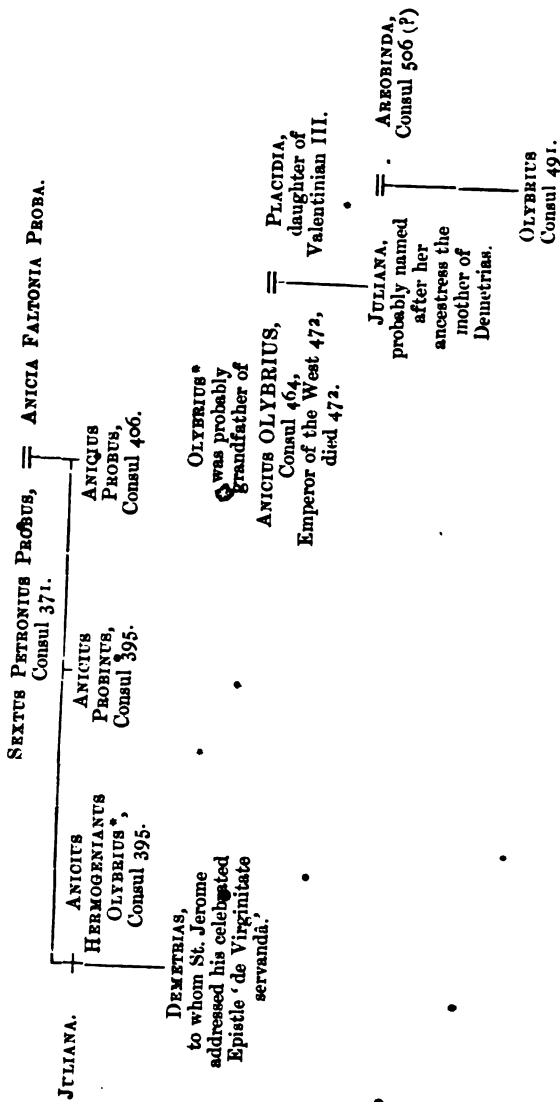 SEXTUS PETRONIUS PROBUS,
Consul 371.
=
ANICIA FALTONIA PROBA.
JULIANA.
ANICIUS
HERMOGENIANUS
OLYBRIUS*,
Consul 395.
ANICIUS
PROBINUS,
Consul 395.
ANICIUS
PROBUS,
Consul 406.
DEMETRIAS,
to whom St. Jerome
addressed his celebrated
Epistle ‘de Virginitate
servandâ.’
OLYBRIUS*
was probably
grandfather of
ANICIUS OLYBRIUS,
Consul 464,
Emperor of the West 472,
died 472.
=
PLACIDIA,
daughter of
Valentinian III.
JULIANA,
probably named
after her
ancestress the
mother of
Demetrias.
=
AREOBINDA,
Consul 506 (?)
OLYBRIUS
Consul 491.